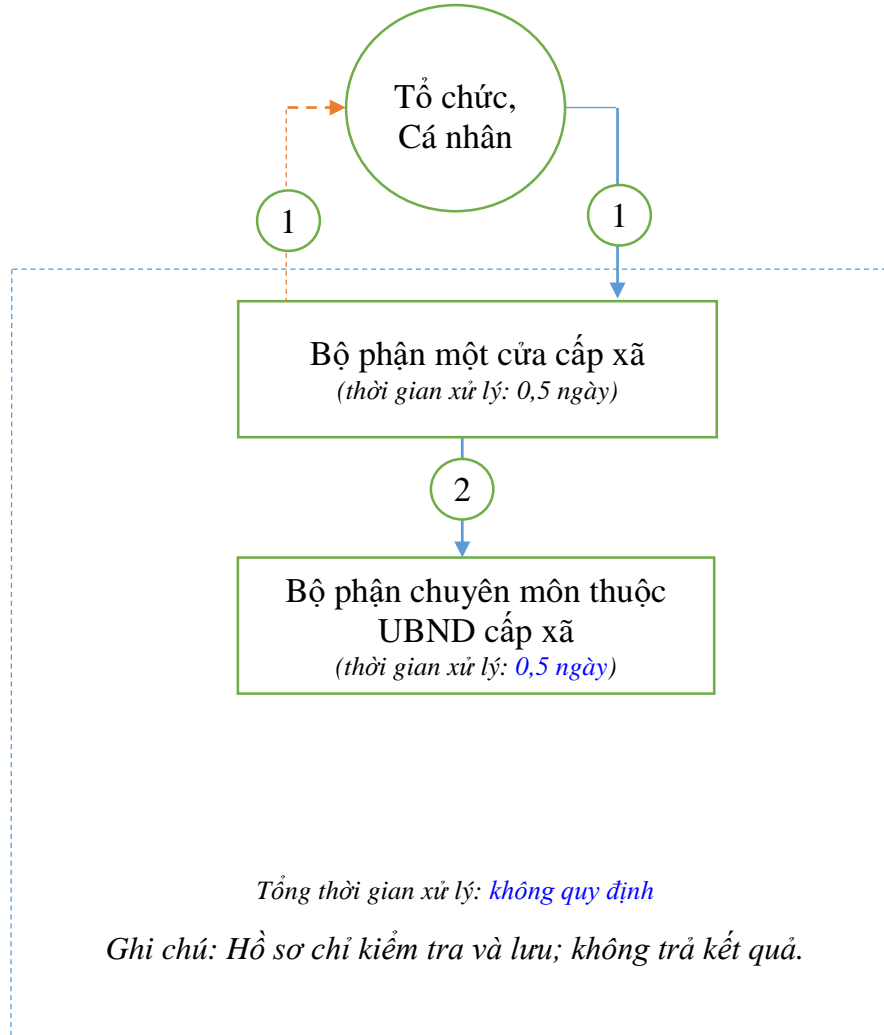 Tổ chức,
Cá nhân
1
1
Bộ phận một cửa cấp xã
(thời gian xử lý: 0,5 ngày)
2
Bộ phận chuyên môn thuộc
UBND cấp xã
(thời gian xử lý: 0,5 ngày)
Tổng thời gian xử lý: không quy định
Ghi chú: Hồ sơ chỉ kiểm tra và lưu; không trả kết quả.